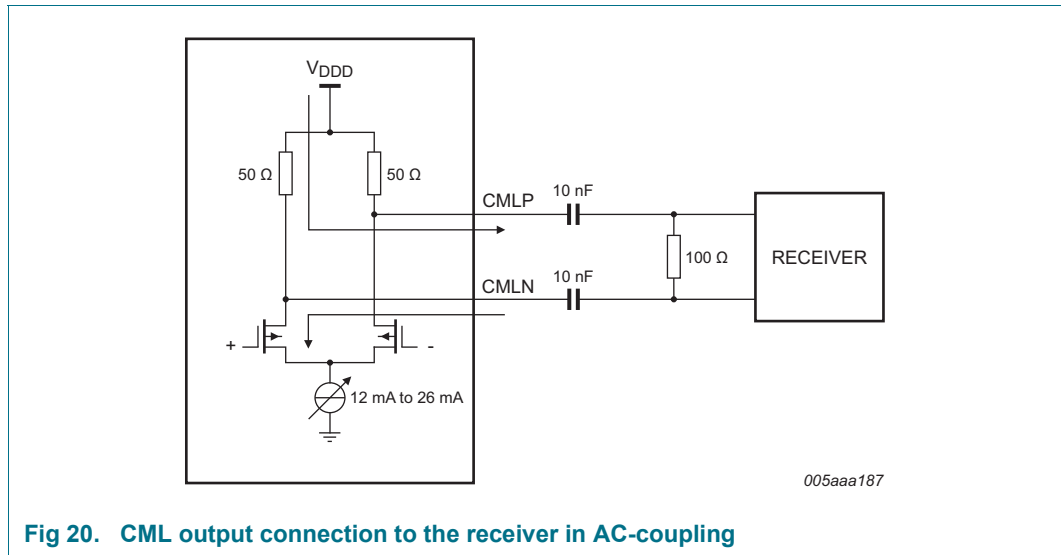 VDDD
50 Ω
50 Ω
CMLP
10 nF
100 Ω
RECEIVER
CMLN
10 nF
+
-
12 mA to 26 mA
005aaa187
Fig 20. CML output connection to the receiver in AC-coupling